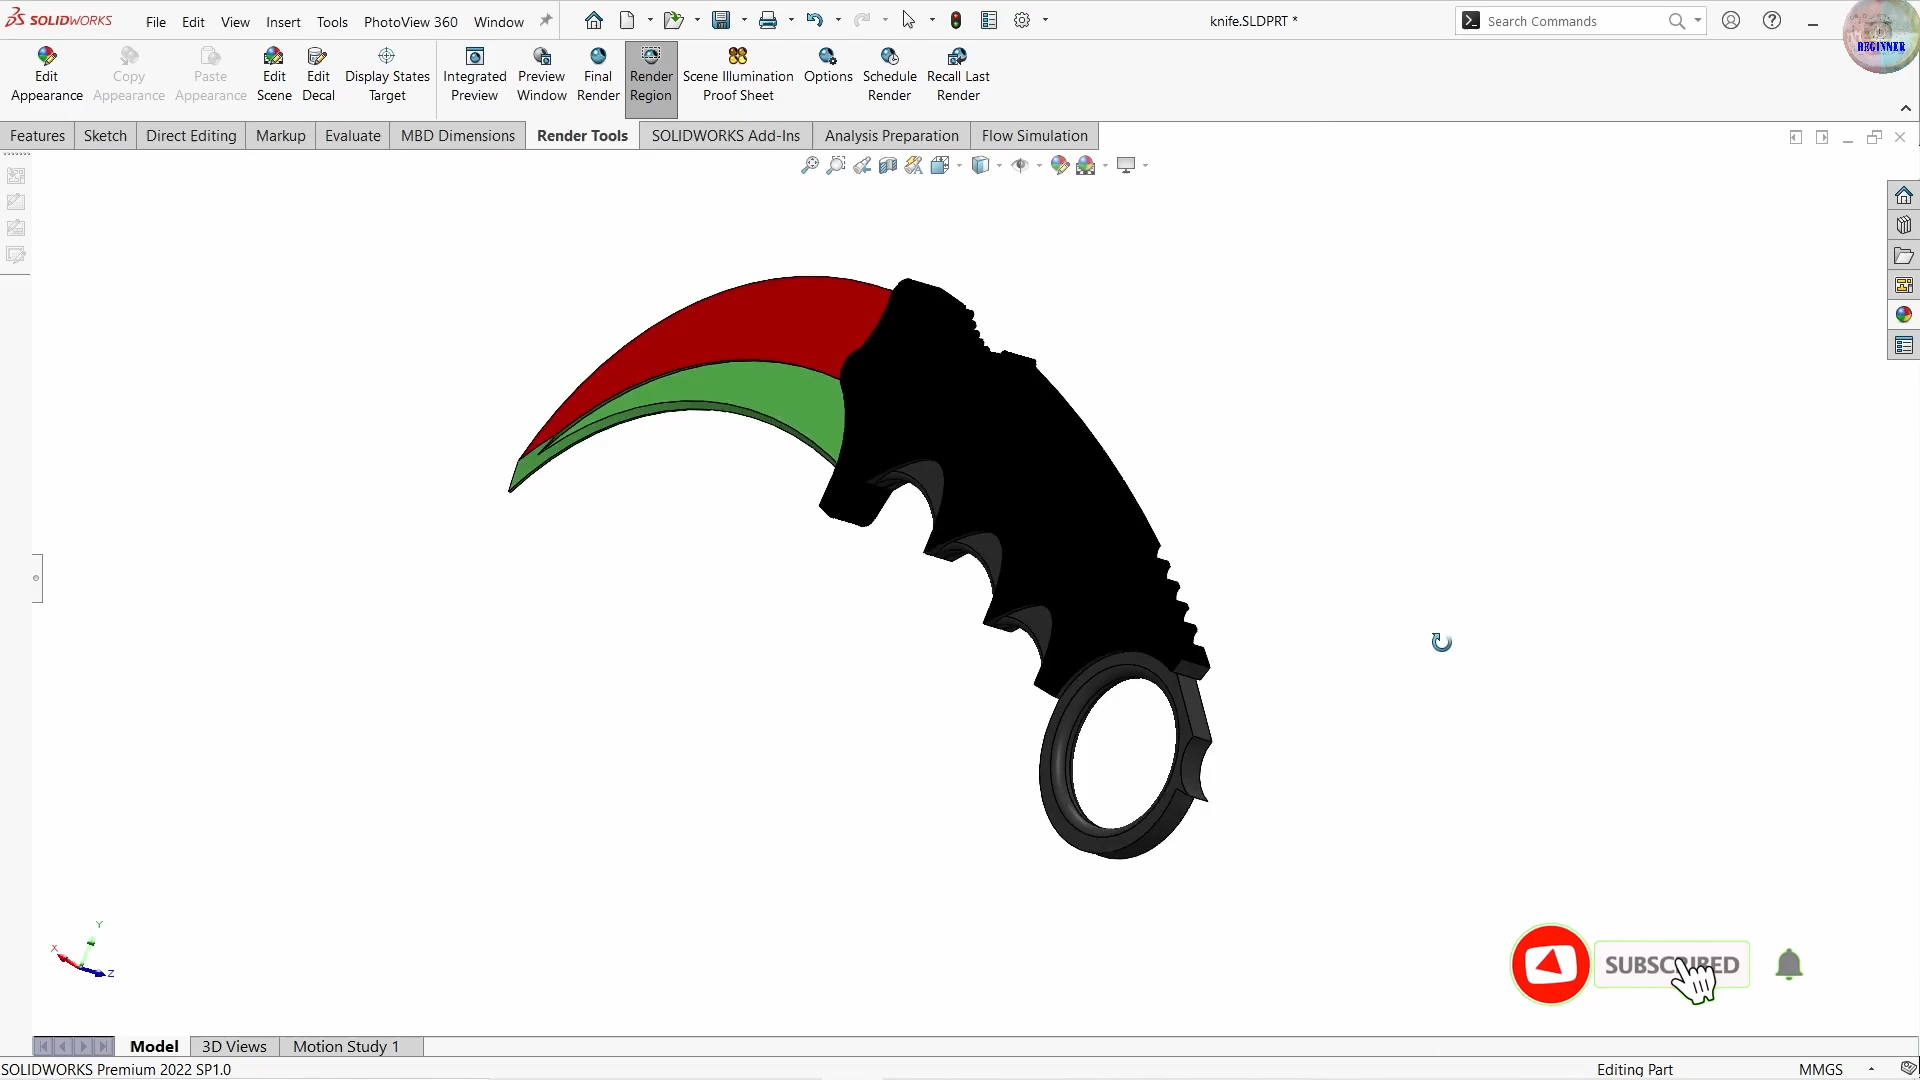 SOLIDWORKS File Edit View Insert Tools PhotoView 360 Window knife.SLDPRT * Search Commands
BEGINNER
Edit Appearance
Copy Appearance
Paste Appearance
Edit Scene
Edit Decal
Display States Target
Integrated Preview
Preview Window
Final Render
Render Region
Scene Illumination Proof Sheet
Options
Schedule Render
Recall Last Render
Features Sketch Direct Editing Markup Evaluate MBD Dimensions Render Tools SOLIDWORKS Add-Ins Analysis Preparation Flow Simulation
Y
X
Z
SUBSCRIBED
Model 3D Views Motion Study 1
SOLIDWORKS Premium 2022 SP1.0 Editing Part MMGS